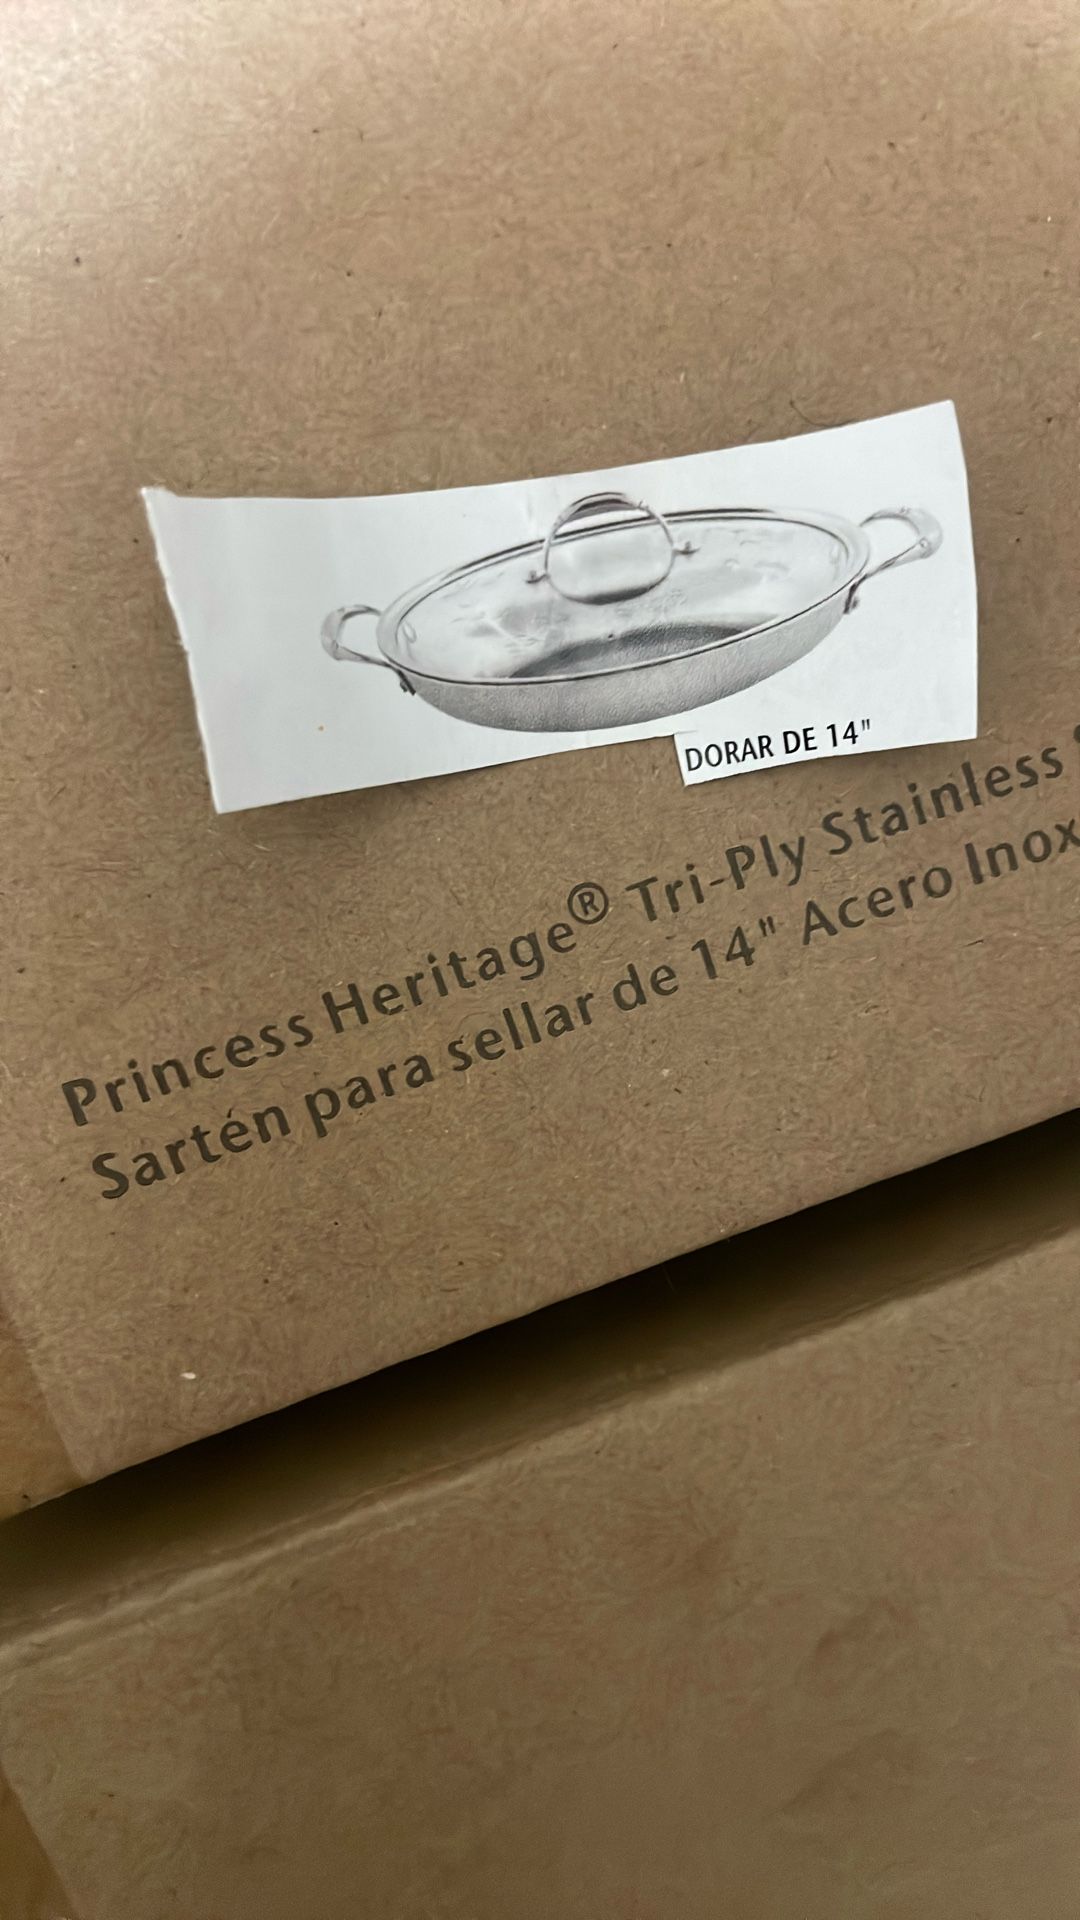 DORAR DE 14"
Princess Heritage® Tri-Ply Stainless
Sartén para sellar de 14" Acero Inox